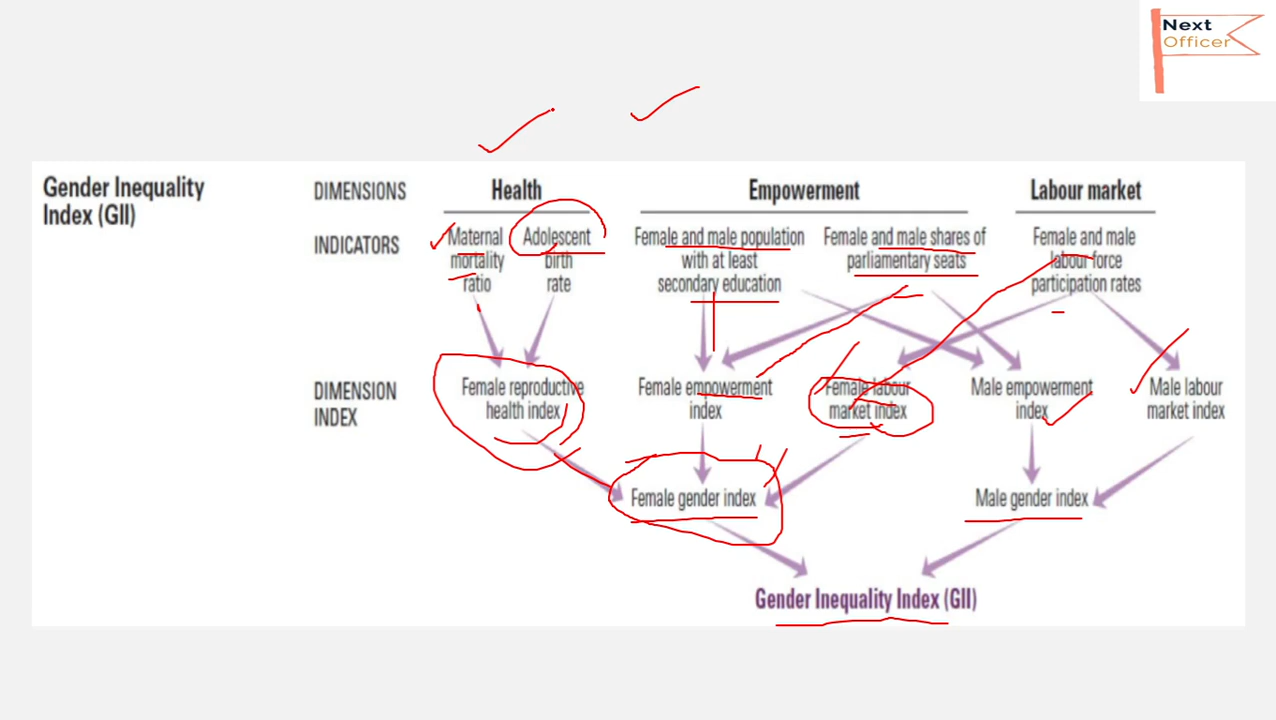 Next
Officer
Gender Inequality
Index (GII)
DIMENSIONS
Health
Empowerment
Labour market
INDICATORS
Maternal
mortality
ratio
Adolescent
birth
rate
Female and male population
with at least
secondary education
Female and male shares of
parliamentary seats
Female and male
labour force
participation rates
DIMENSION
INDEX
Female reproductive
health index
Female empowerment
index
Female labour
market index
Male empowerment
index
Male labour
market index
Female gender index
Male gender index
Gender Inequality Index (GII)